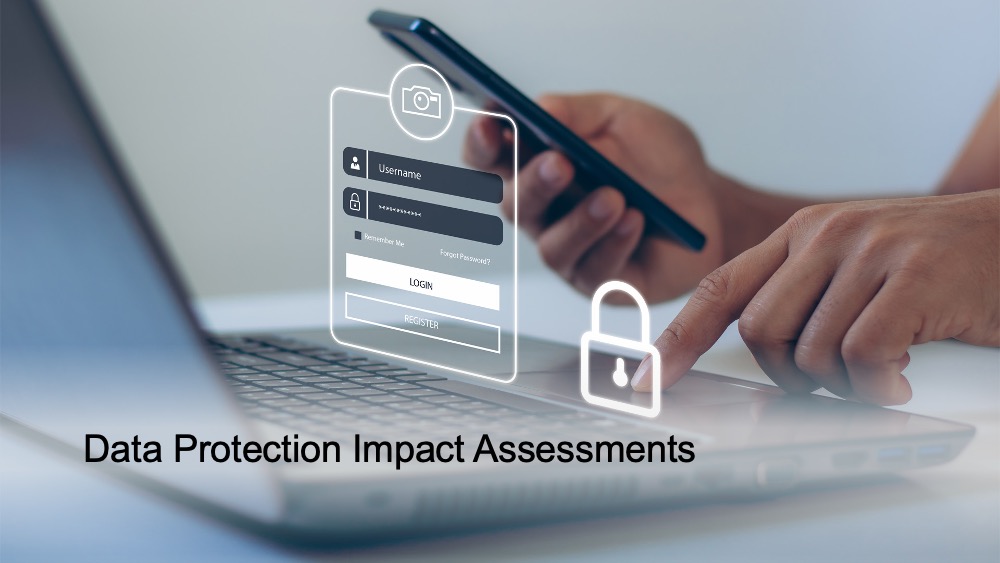 Username
××××××××××
Remember Me
Forgot Password?
LOGIN
REGISTER
Data Protection Impact Assessments